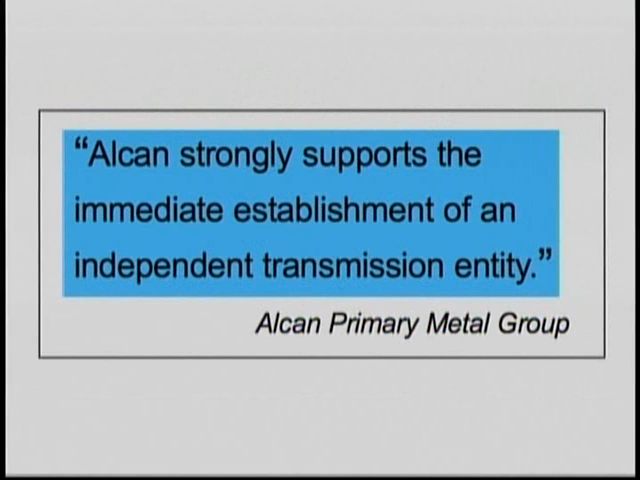 “Alcan strongly supports the
immediate establishment of an
independent transmission entity.”
Alcan Primary Metal Group